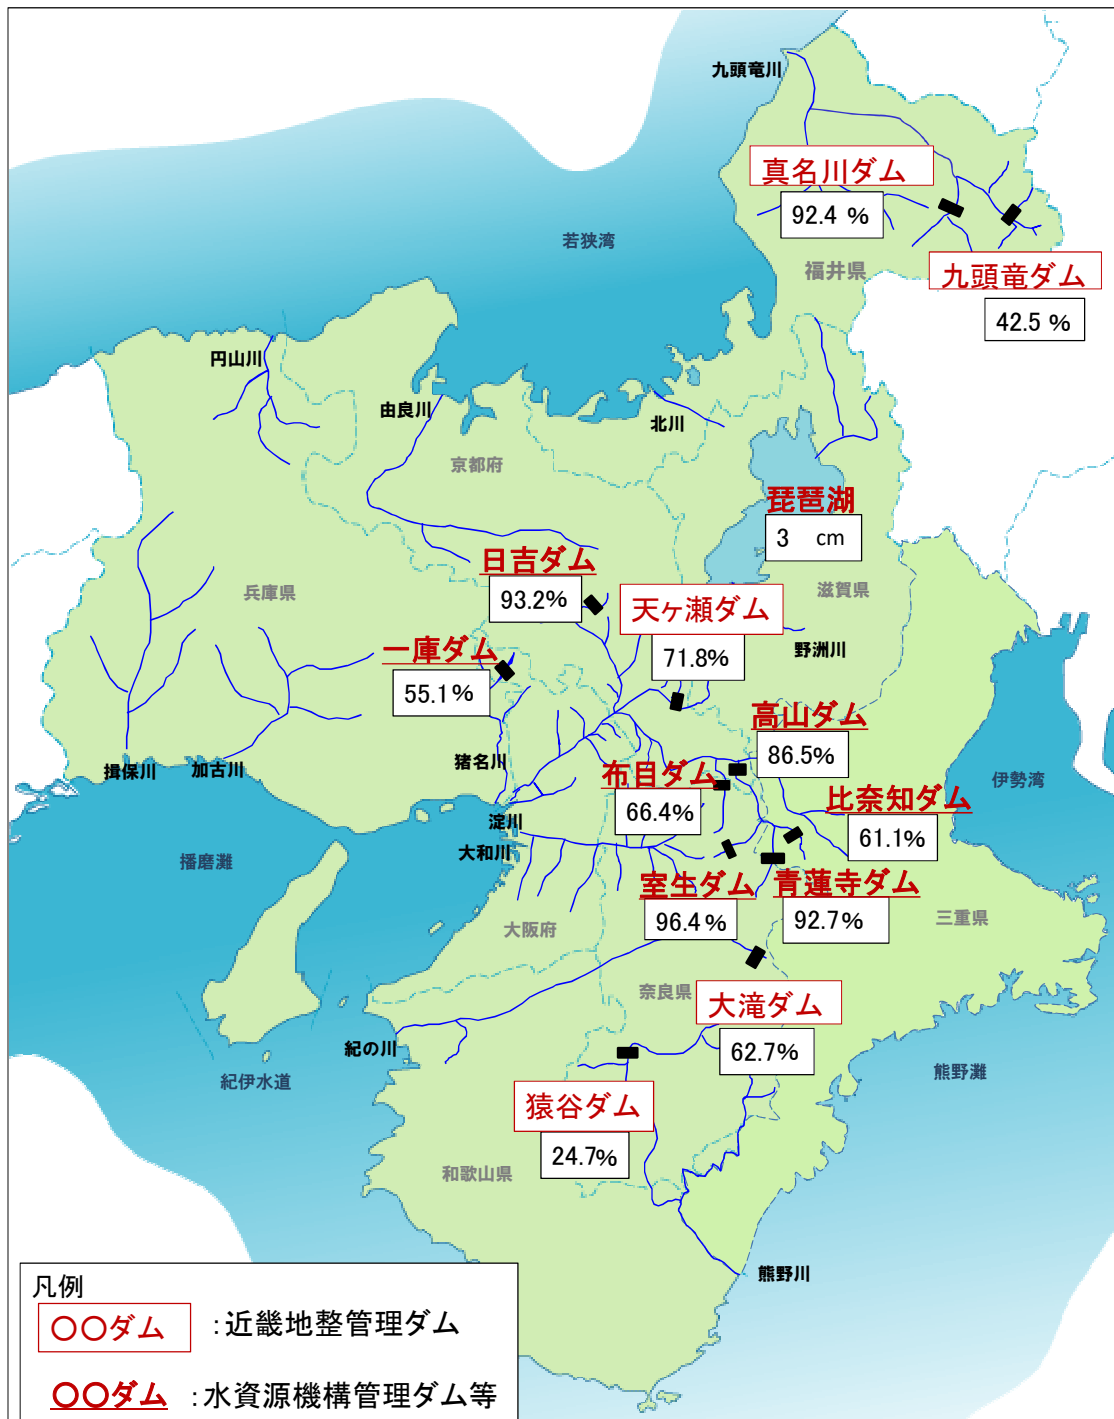 九頭竜川
真名川ダム
92.4 %
若狭湾
福井県
九頭竜ダム
42.5 %
円山川
由良川
北川
京都府
琵琶湖
3 cm
日吉ダム
93.2%
兵庫県
天ヶ瀬ダム
71.8%
滋賀県
野洲川
一庫ダム
55.1%
高山ダム
86.5%
揖保川
加古川
猪名川
布目ダム
66.4%
伊勢湾
比奈知ダム
61.1%
淀川
大和川
播磨灘
室生ダム
96.4%
青蓮寺ダム
92.7%
大阪府
三重県
奈良県
大滝ダム
62.7%
紀の川
紀伊水道
熊野灘
猿谷ダム
24.7%
和歌山県
熊野川
凡例
〇〇ダム :近畿地整管理ダム
〇〇ダム :水資源機構管理ダム等